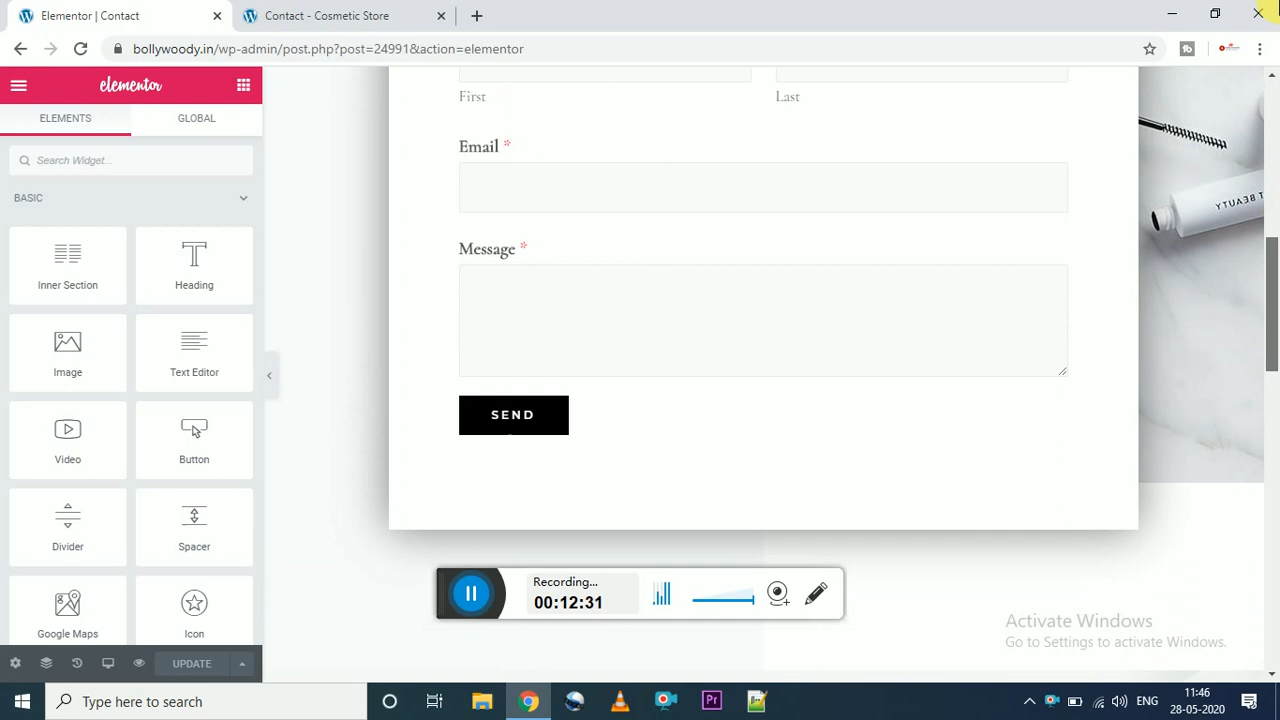 Elementor | Contact
Contact - Cosmetic Store
bollywoody.in/wp-admin/post.php?post=24991&action=elementor
elementor
ELEMENTS
GLOBAL
Search Widget...
BASIC
Inner Section
Heading
Image
Text Editor
Video
Button
Divider
Spacer
Google Maps
Icon
UPDATE
First
Last
Email *
Message *
SEND
BEAUTY
Recording...
00:12:31
Activate Windows
Go to Settings to activate Windows.
Type here to search
Pr
ENG
11:46
28-05-2020